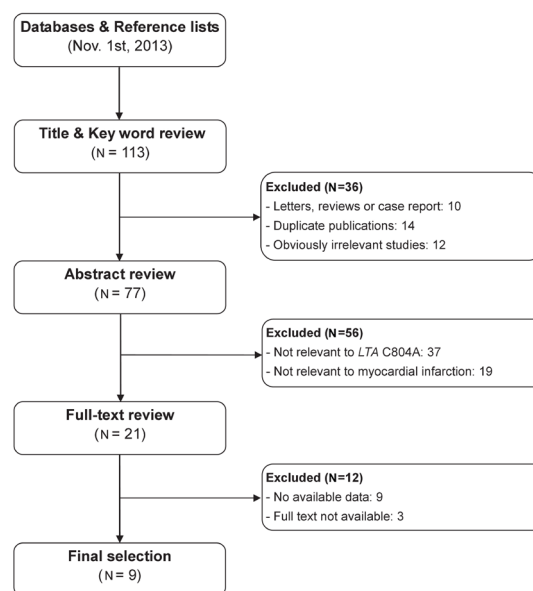 Databases & Reference lists
(Nov. 1st, 2013)
Title & Key word review
(N = 113)
Excluded (N=36)
- Letters, reviews or case report: 10
- Duplicate publications: 14
- Obviously irrelevant studies: 12
Abstract review
(N = 77)
Excluded (N=56)
- Not relevant to LTA C804A: 37
- Not relevant to myocardial infarction: 19
Full-text review
(N = 21)
Excluded (N=12)
- No available data: 9
- Full text not available: 3
Final selection
(N = 9)